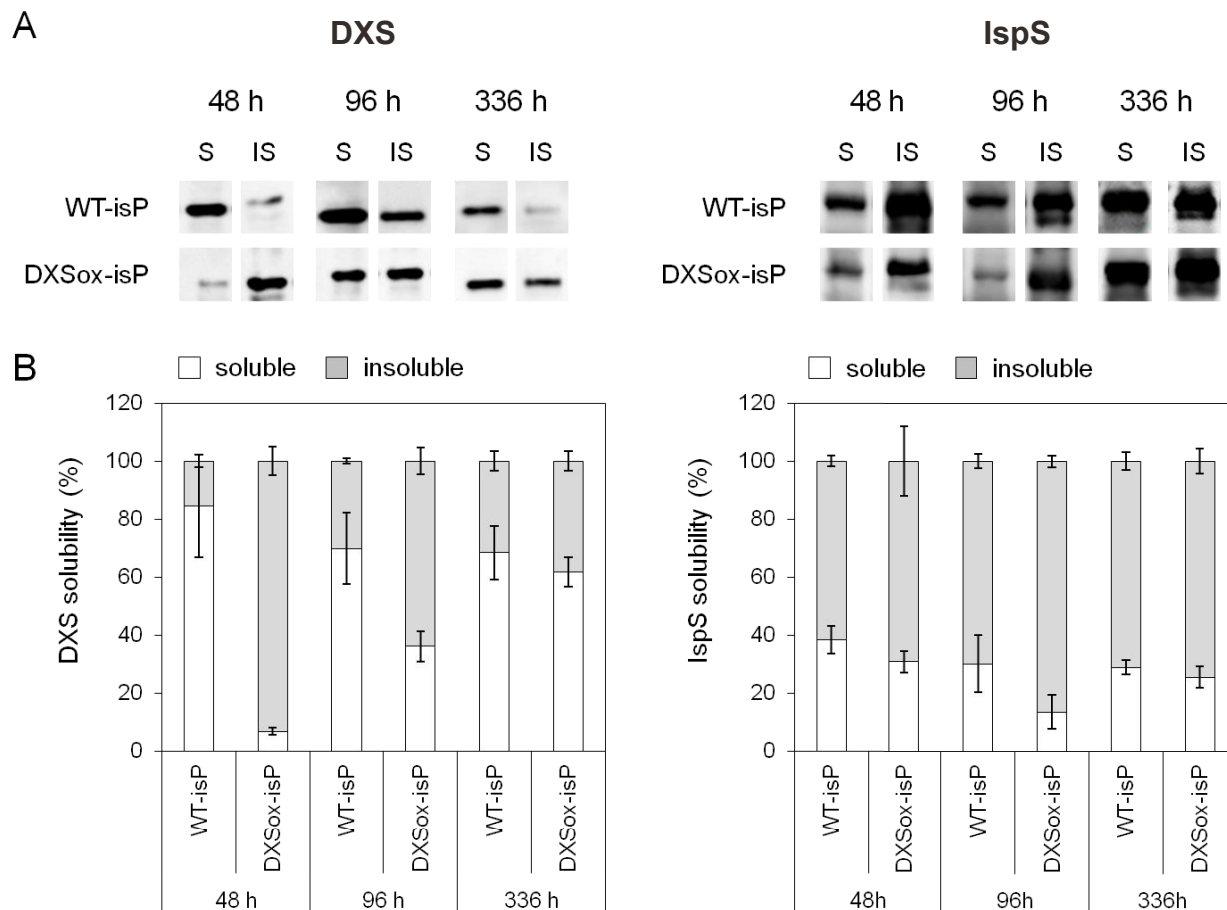 A
DXS
IspS
48 h 96 h 336 h
48 h 96 h 336 h
S IS S IS S IS
S IS S IS S IS
WT-isP
WT-isP
DXSox-isP
DXSox-isP
B
soluble insoluble
soluble insoluble
DXS solubility (%)
120
100
80
60
40
20
0
WT-isP DXSox-isP WT-isP DXSox-isP WT-isP DXSox-isP
48 h 96 h 336 h
IspS solubility (%)
120
100
80
60
40
20
0
WT-isP DXSox-isP WT-isP DXSox-isP WT-isP DXSox-isP
48h 96h 336h